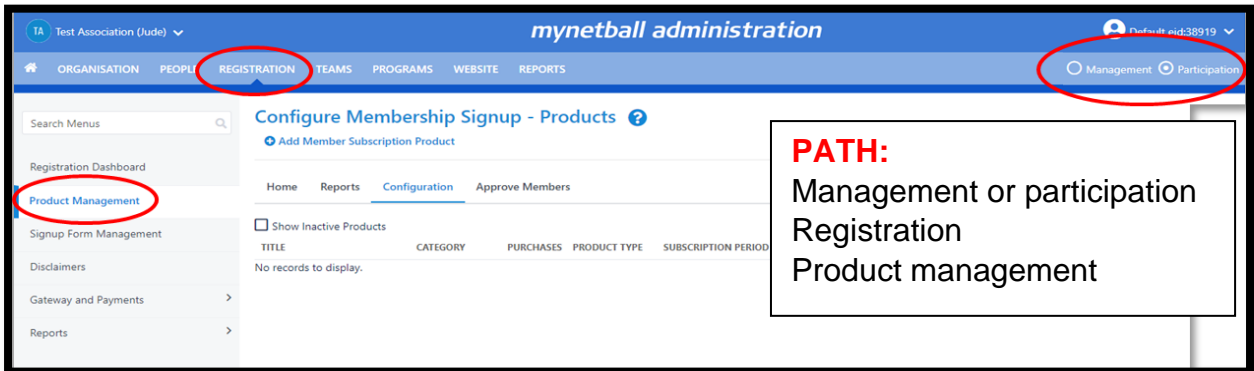 TA Test Association (Jude)
mynetball administration
Default eid:38919
ORGANISATION PEOPL REGISTRATION TEAMS PROGRAMS WEBSITE REPORTS
Management Participation
Search Menus
Registration Dashboard
Product Management
Signup Form Management
Disclaimers
Gateway and Payments
Reports
Configure Membership Signup - Products ?
Add Member Subscription Product
Home Reports Configuration Approve Members
Show Inactive Products
TITLE CATEGORY PURCHASES PRODUCT TYPE SUBSCRIPTION PERIOD
No records to display.
PATH:
Management or participation
Registration
Product management